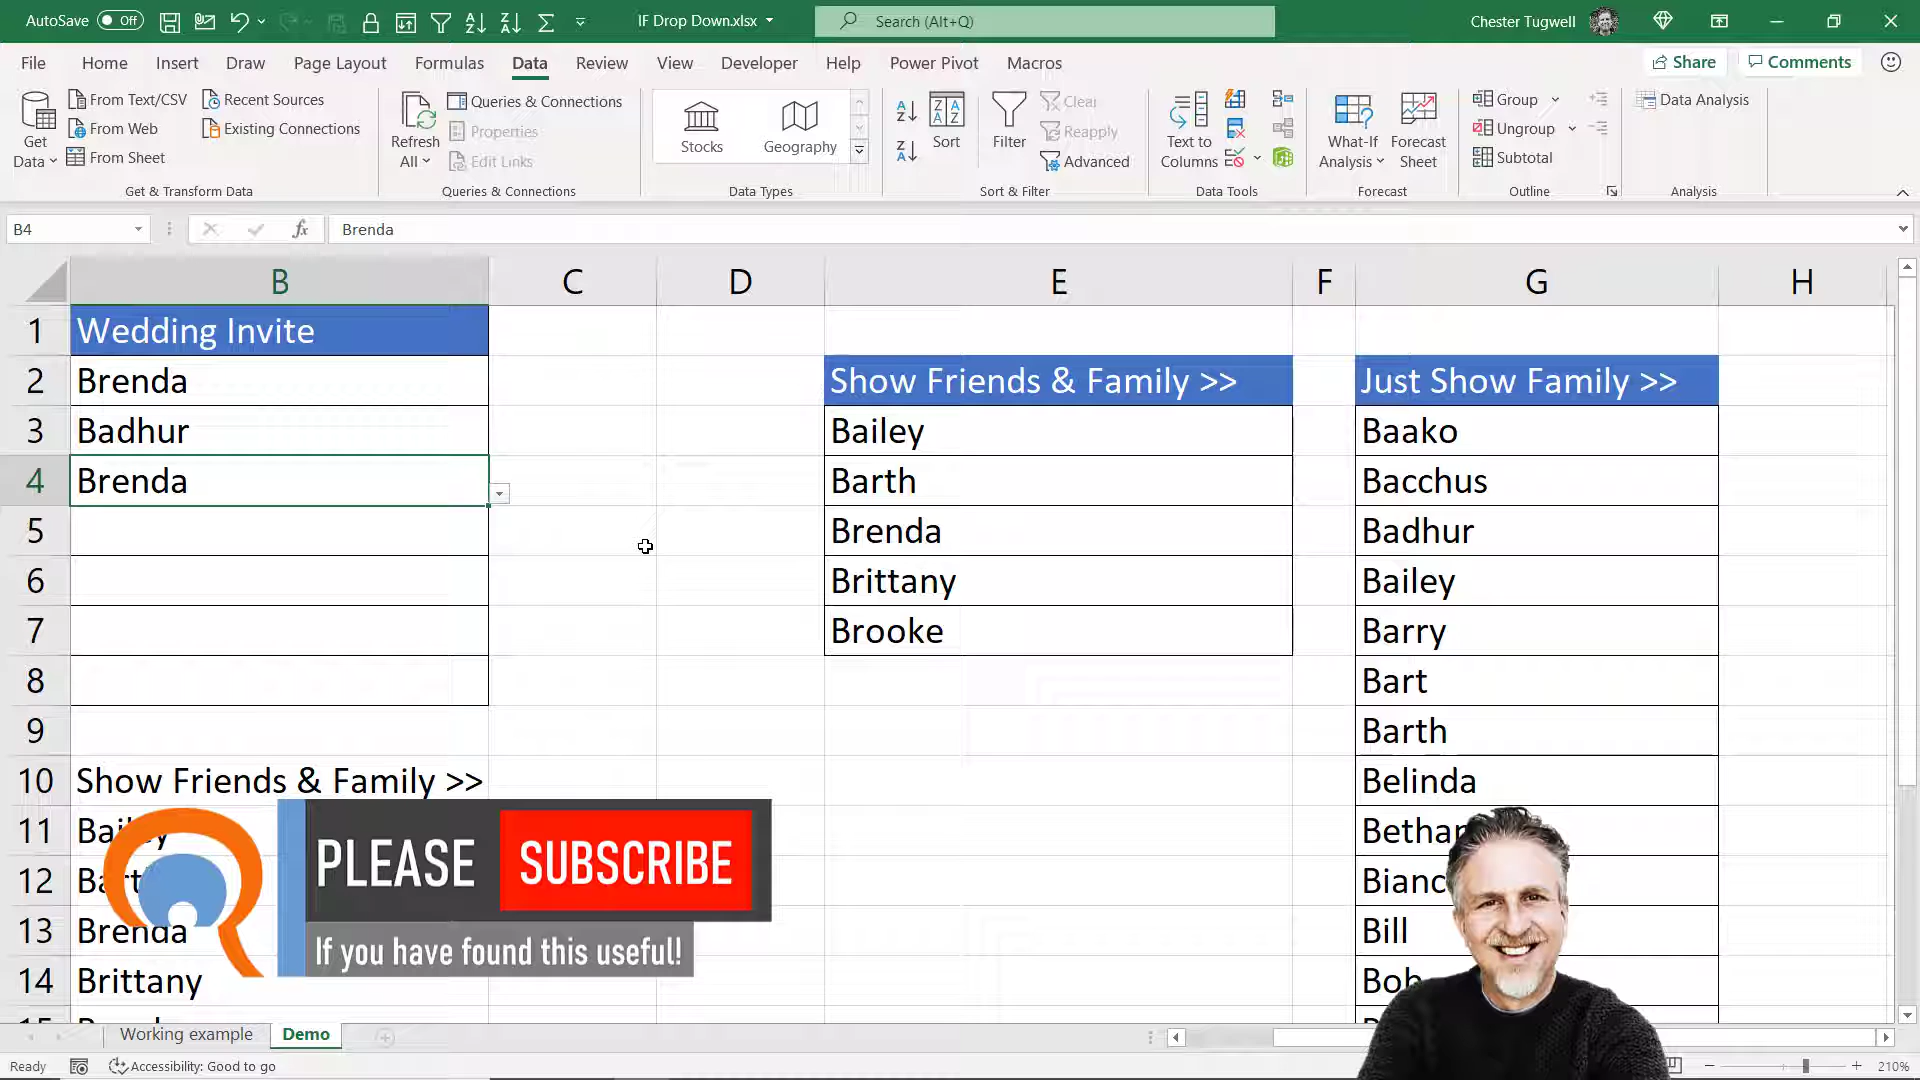 AutoSave Off IF Drop Down.xlsx Search (Alt+Q) Chester Tugwell
File Home Insert Draw Page Layout Formulas Data Review View Developer Help Power Pivot Macros Share Comments
Get Data
From Text/CSV
From Web
From Sheet
Recent Sources
Existing Connections
Get & Transform Data
Refresh All
Queries & Connections
Properties
Edit Links
Queries & Connections
Stocks
Geography
Data Types
Sort
Filter
Clear
Reapply
Advanced
Sort & Filter
Text to Columns
Data Tools
What-If Analysis
Forecast Sheet
Forecast
Group
Ungroup
Subtotal
Outline
Data Analysis
Analysis
B4 fx Brenda
B C D E F G H
1 Wedding Invite
2 Brenda Show Friends & Family >> Just Show Family >>
3 Badhur Bailey Baako
4 Brenda Barth Bacchus
5 Brenda Badhur
6 Brittany Bailey
7 Brooke Barry
8 Bart
9 Barth
10 Show Friends & Family >> Belinda
11
12
13 Brenda Bill
14 Brittany
PLEASE SUBSCRIBE
If you have found this useful!
Working example Demo
Ready Accessibility: Good to go 210%